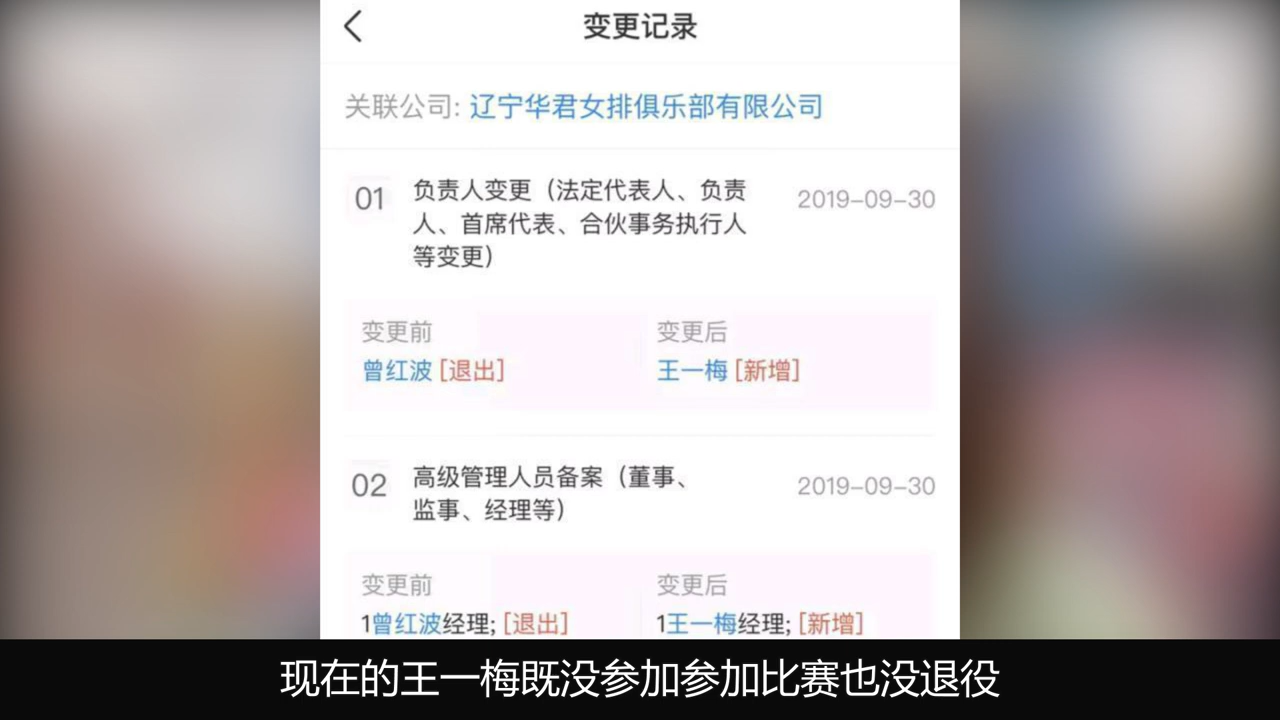 变更记录
关联公司: 辽宁华君女排俱乐部有限公司
01 负责人变更（法定代表人、负责 2019-09-30
人、首席代表、合伙事务执行人
等变更）
变更前 变更后
曾红波 [退出] 王一梅 [新增]
02 高级管理人员备案（董事、 2019-09-30
监事、经理等）
变更前 变更后
1曾红波经理; [退出] 1王一梅经理; [新增]
现在的王一梅既没参加参加比赛也没退役